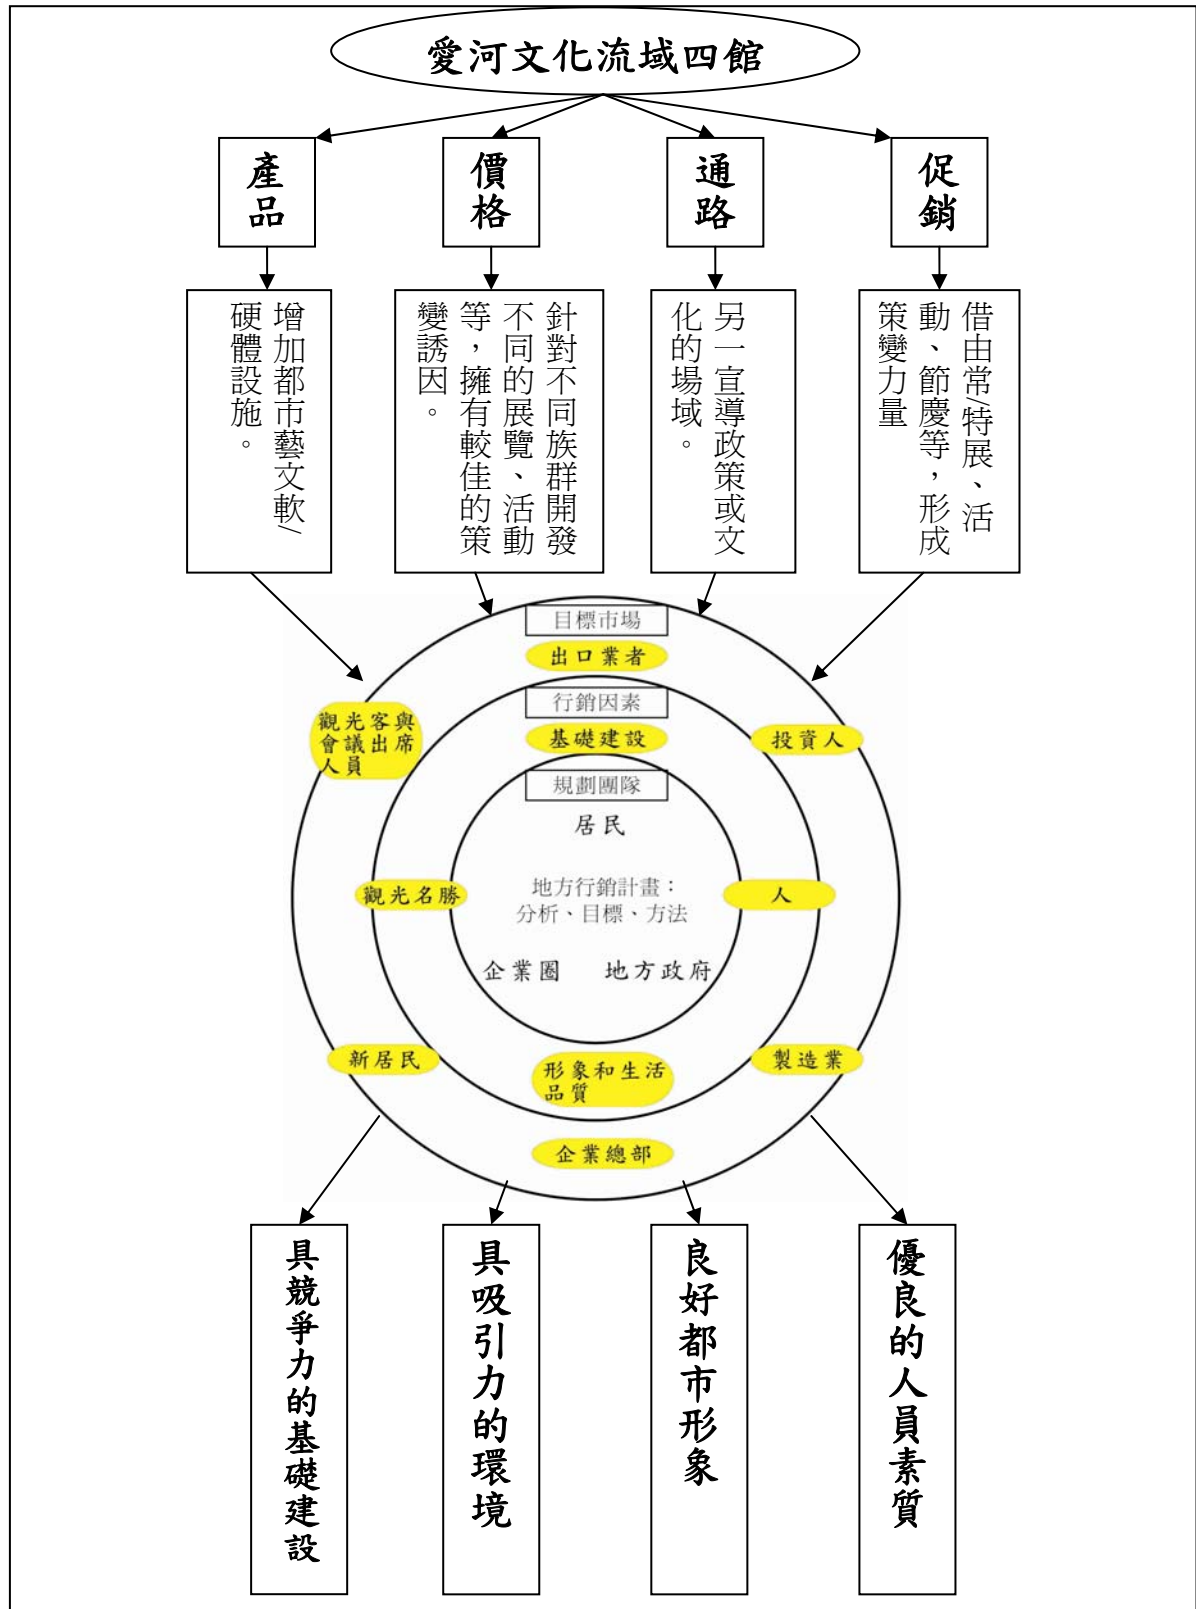 愛河文化流域四館
產品
價格
通路
促銷
增加都市藝文軟/
硬體設施。
針對不同族群開發
不同的展覽、活動
等，擁有較佳的策
變誘因。
另一宣導政策或文
化的場域。
借由常/特展、活
動、節慶等，形成
策變力量
目標市場
出口業者
行銷因素
基礎建設
規劃團隊
居民
觀光客與
會議出席
人員
投資人
觀光名勝
地方行銷計畫：
分析、目標、方法
人
企業圈
地方政府
新居民
形象和生活
品質
製造業
企業總部
具競爭力的基礎建設
具吸引力的環境
良好都市形象
優良的人員素質